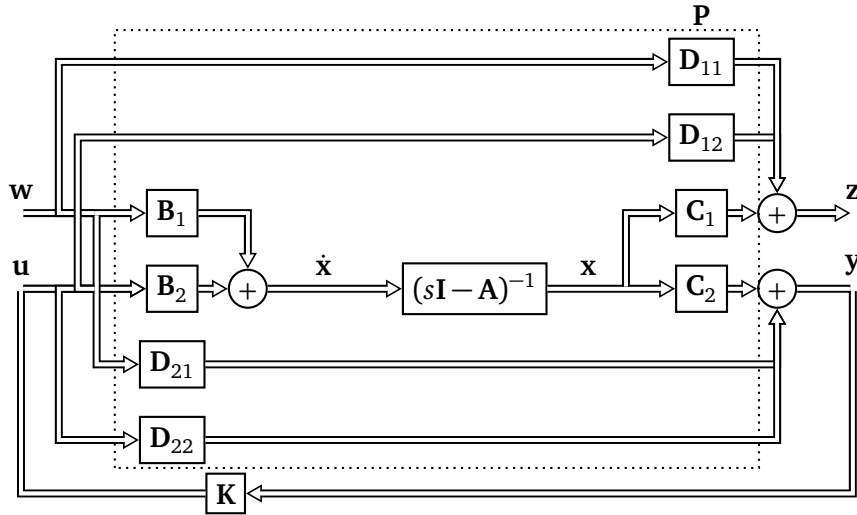 P
D₁₁
D₁₂
w B₁ C₁ + z
u B₂ + ẋ (sI − A)⁻¹ x C₂ + y
D₂₁
D₂₂
K